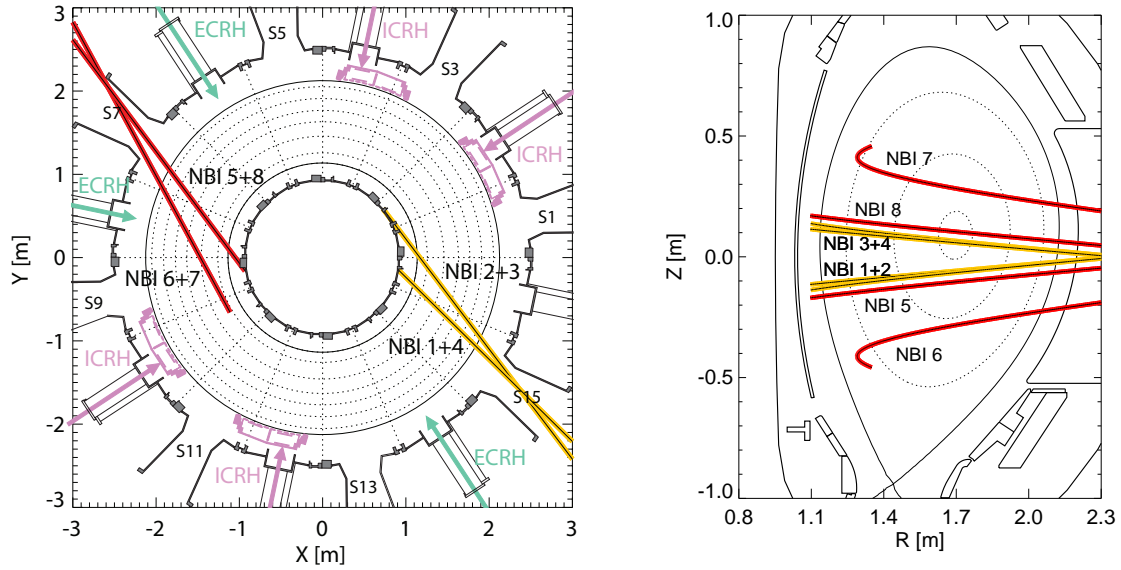 3
2
1
0
-1
-2
-3
Y [m]
-3 -2 -1 0 1 2 3
X [m]
ECRH
S5
ICRH
S3
S7
ICRH
NBI 5+8
ECRH
S1
NBI 6+7
NBI 2+3
S9
NBI 1+4
ICRH
S15
S11
ICRH
S13
ECRH
1.0
0.5
0.0
-0.5
-1.0
Z [m]
0.8 1.1 1.4 1.7 2.0 2.3
R [m]
NBI 7
NBI 8
NBI 3+4
NBI 1+2
NBI 5
NBI 6